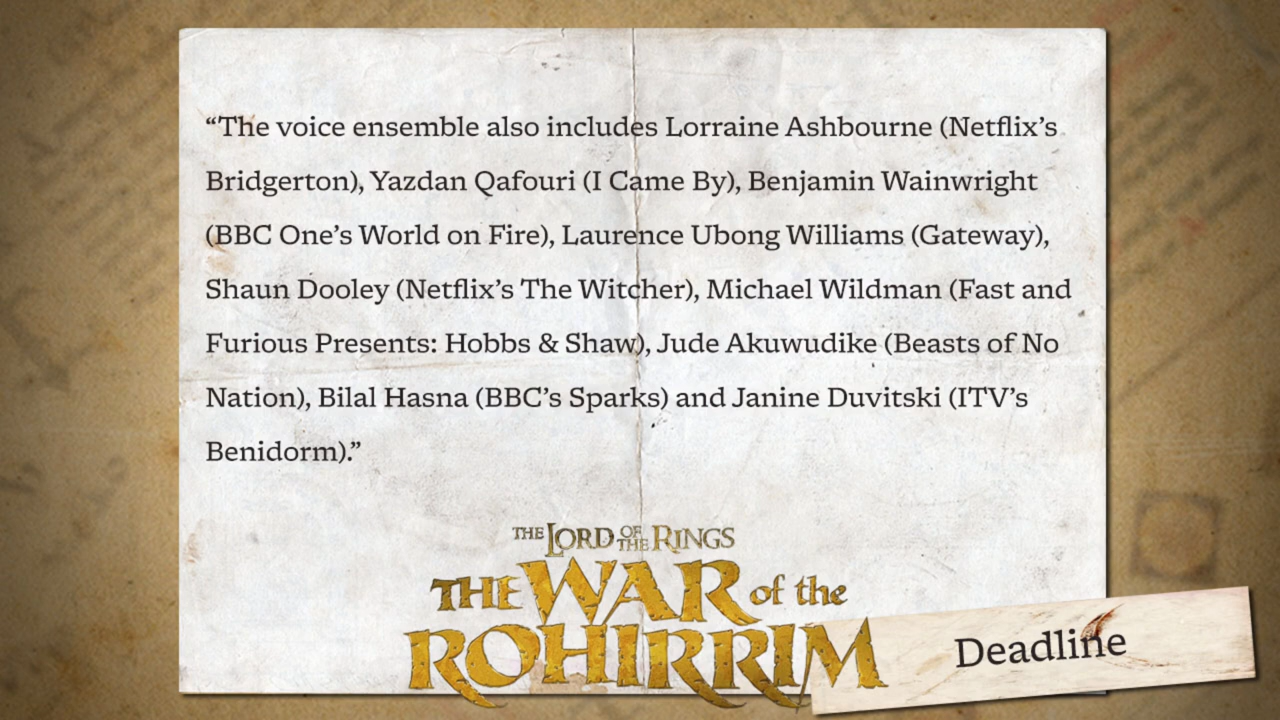 “The voice ensemble also includes Lorraine Ashbourne (Netflix’s
Bridgerton), Yazdan Qafouri (I Came By), Benjamin Wainwright
(BBC One’s World on Fire), Laurence Ubong Williams (Gateway),
Shaun Dooley (Netflix’s The Witcher), Michael Wildman (Fast and
Furious Presents: Hobbs & Shaw), Jude Akuwudike (Beasts of No
Nation), Bilal Hasna (BBC’s Sparks) and Janine Duvitski (ITV’s
Benidorm).”
THE LORD OF THE RINGS
THE WAR of the
ROHIRRIM
Deadline